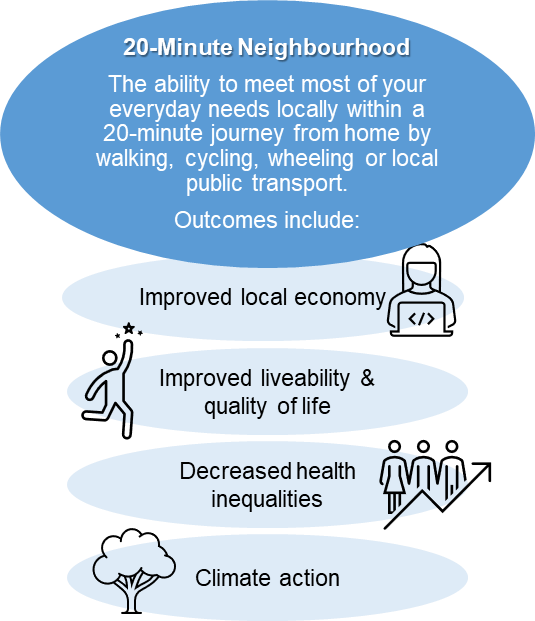 20-Minute Neighbourhood
The ability to meet most of your
everyday needs locally within a
20-minute journey from home by
walking, cycling, wheeling or local
public transport.
Outcomes include:
Improved local economy
</>
Improved liveability &
quality of life
Decreased health
inequalities
Climate action